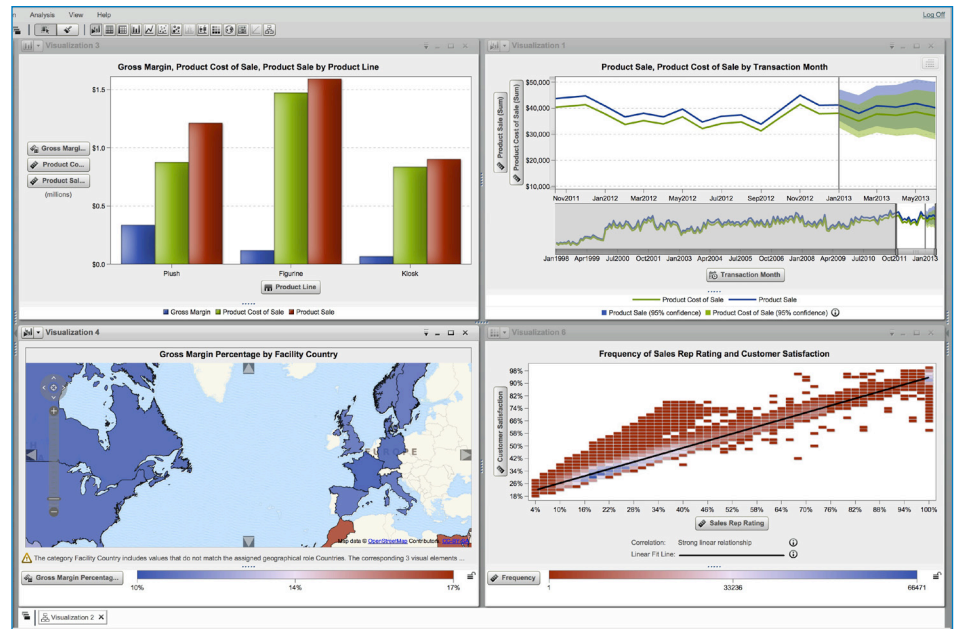 Analysis View Help
Log Off
Visualization 3
Gross Margin, Product Cost of Sale, Product Sale by Product Line
$1.5
$1.0
$0.5
$0.0
Gross Margi...
Product Co...
Product Sal...
(millions)
Plush Figurine Kiosk
Product Line
Gross Margin Product Cost of Sale Product Sale
Visualization 1
Product Sale, Product Cost of Sale by Transaction Month
Product Sale (Sum)
Product Cost of Sale (Sum)
$50,000
$40,000
$30,000
$20,000
$10,000
Nov2011 Jan2012 Mar2012 May2012 Jul2012 Sep2012 Nov2012 Jan2013 Mar2013 May2013
Jan1998 Apr1999 Jul2000 Oct2001 Jan2003 Apr2004 Jul2005 Oct2006 Jan2008 Apr2009 Jul2010 Oct2011 Jan2013
Transaction Month
Product Cost of Sale Product Sale
Product Sale (95% confidence) Product Cost of Sale (95% confidence)
Visualization 4
Gross Margin Percentage by Facility Country
EUROPE
Map data © OpenStreetMap Contributors, CC-BY-SA
The category Facility Country includes values that do not match the assigned geographical role Countries. The corresponding 3 visual elements ...
Gross Margin Percentag...
10% 14% 17%
Visualization 6
Frequency of Sales Rep Rating and Customer Satisfaction
Customer Satisfaction
98%
90%
82%
74%
66%
58%
50%
42%
34%
26%
18%
4% 10% 16% 22% 28% 34% 40% 46% 52% 58% 64% 70% 76% 82% 88% 94% 100%
Sales Rep Rating
Correlation: Strong linear relationship
Linear Fit Line:
Frequency
1 33236 66471
Visualization 2